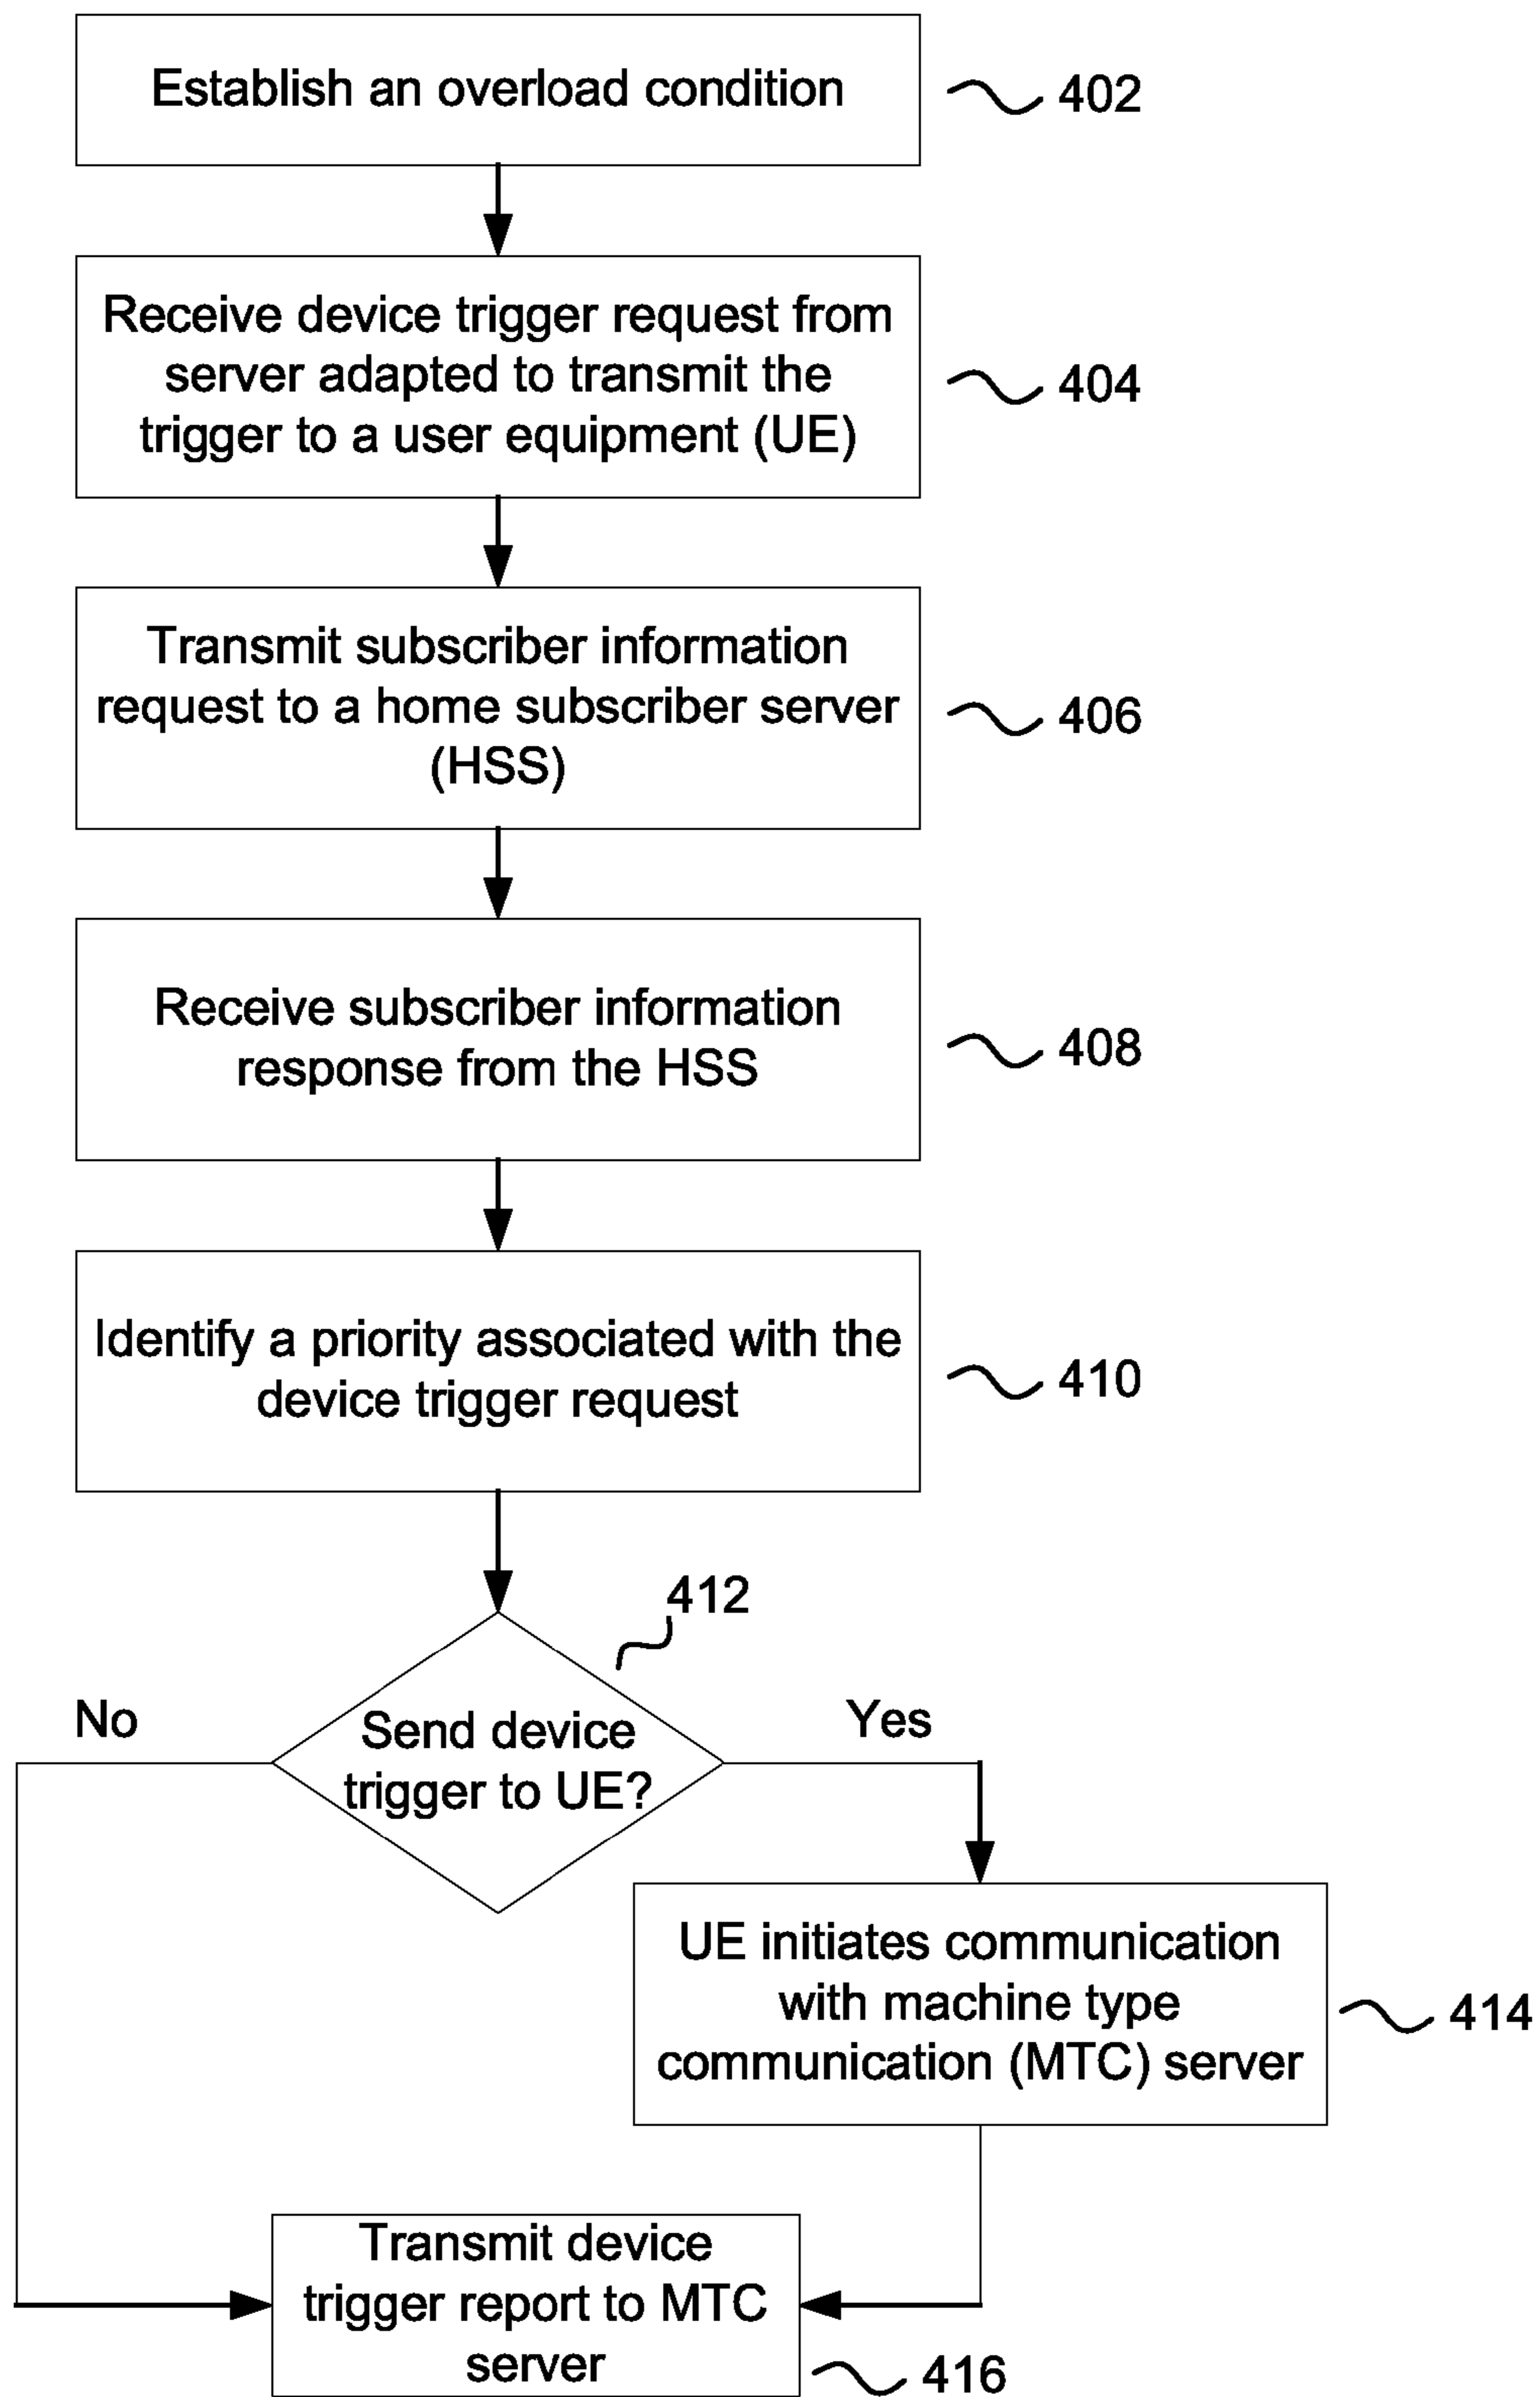 Establish an overload condition
402
Receive device trigger request from
server adapted to transmit the
trigger to a user equipment (UE)
404
Transmit subscriber information
request to a home subscriber server
(HSS)
406
Receive subscriber information
response from the HSS
408
Identify a priority associated with the
device trigger request
410
412
No
Send device
trigger to UE?
Yes
UE initiates communication
with machine type
communication (MTC) server
414
Transmit device
trigger report to MTC
server
416